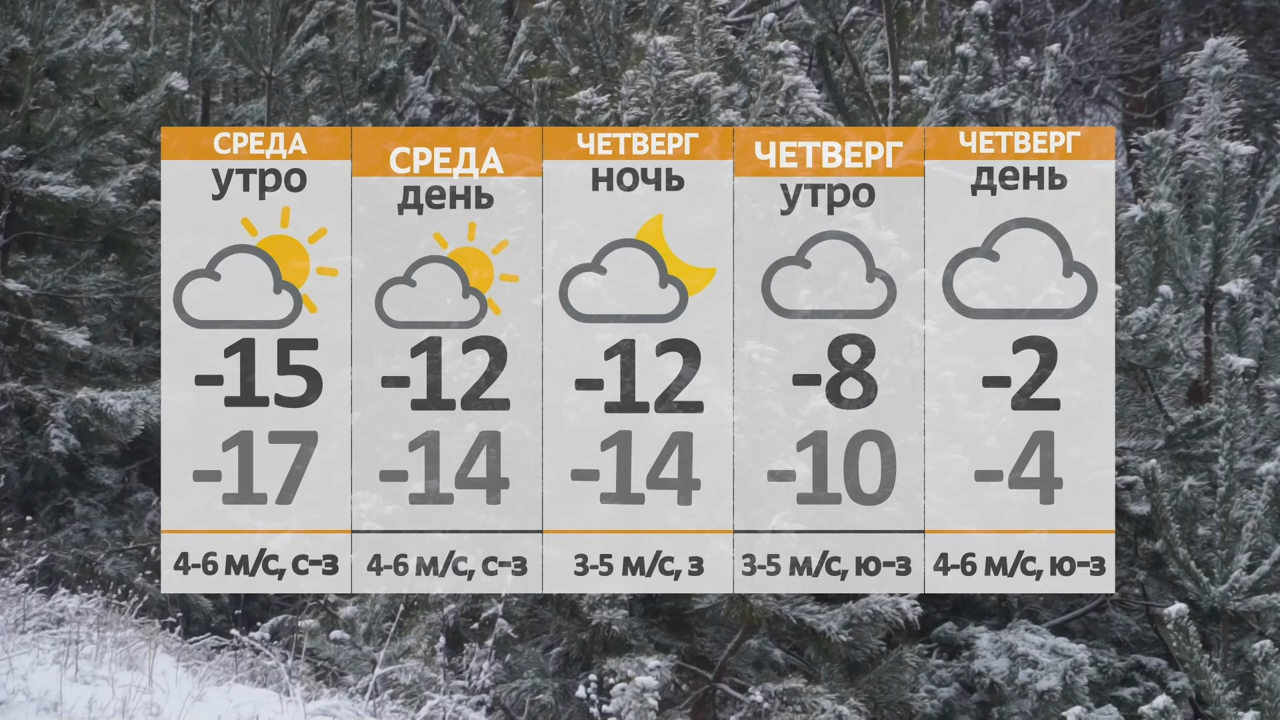 СРЕДА
утро
-15
-17
4-6 м/с, с-з
СРЕДА
день
-12
-14
4-6 м/с, с-з
ЧЕТВЕРГ
ночь
-12
-14
3-5 м/с, з
ЧЕТВЕРГ
утро
-8
-10
3-5 м/с, ю-з
ЧЕТВЕРГ
день
-2
-4
4-6 м/с, ю-з